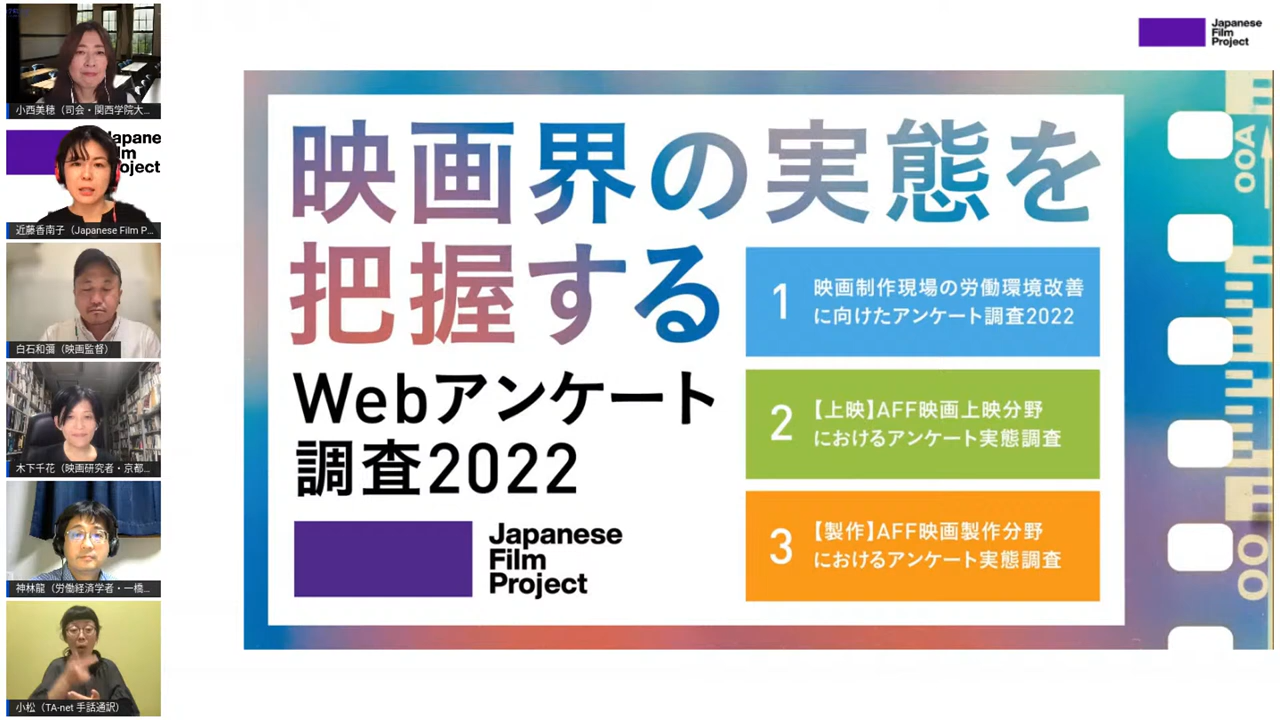 小西美穂（司会・関西学院大...
Japanese
Film
Project
近藤香南子（Japanese Film P...
白石和彌（映画監督）
木下千花（映画研究者・京都...
神林龍（労働経済学者・一橋...
小松（TA-net 手話通訳）
Japanese
Film
Project
映画界の実態を
把握する
Webアンケート
調査2022
Japanese
Film
Project
1
映画制作現場の労働環境改善
に向けたアンケート調査2022
2
【上映】AFF映画上映分野
におけるアンケート実態調査
3
【製作】AFF映画製作分野
におけるアンケート実態調査
00A
00